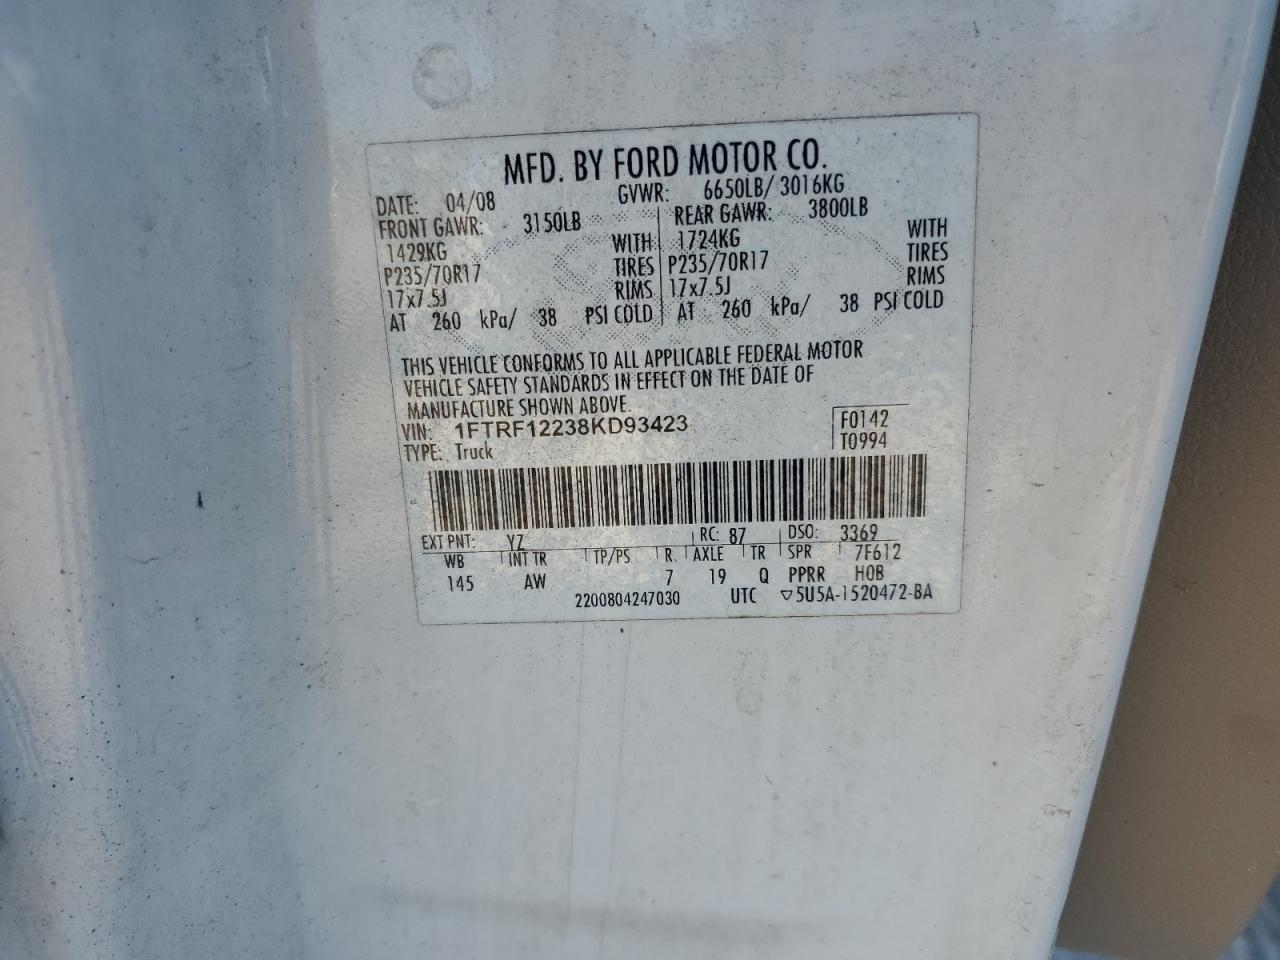 MFD. BY FORD MOTOR CO.
DATE: 04/08 GVWR: 6650LB/ 3016KG
FRONT GAWR: 3150LB REAR GAWR: 3800LB
1429KG WITH 1724KG WITH
P235/70R17 TIRES P235/70R17 TIRES
17x7.5J RIMS 17x7.5J RIMS
AT 260 kPa/ 38 PSI COLD AT 260 kPa/ 38 PSI COLD
THIS VEHICLE CONFORMS TO ALL APPLICABLE FEDERAL MOTOR
VEHICLE SAFETY STANDARDS IN EFFECT ON THE DATE OF
MANUFACTURE SHOWN ABOVE.
VIN: 1FTRF12238KD93423 F0142
TYPE: Truck T0994
EXT PNT: YZ RC: 87 DSO: 3369
WB INT TR TP/PS R. AXLE TR SPR 7F612
145 AW 7 19 Q PPRR HOB
2200804247030 UTC ▽5U5A-1520472-BA